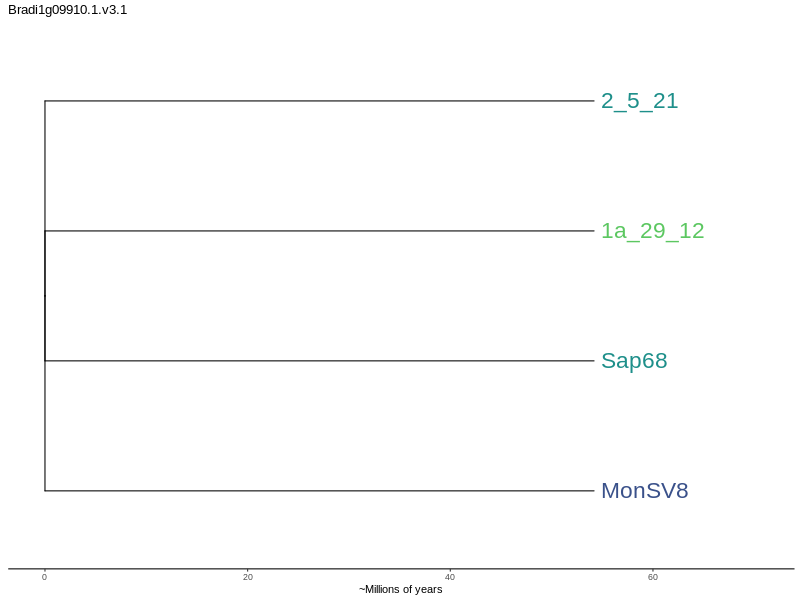 Bradi1g09910.1.v3.1
2_5_21
1a_29_12
Sap68
MonSV8
0 20 40 60
~Millions of years